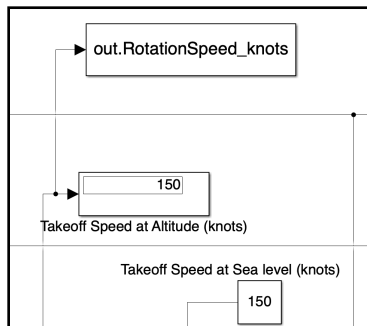 out.RotationSpeed_knots
150
Takeoff Speed at Altitude (knots)
Takeoff Speed at Sea level (knots)
150